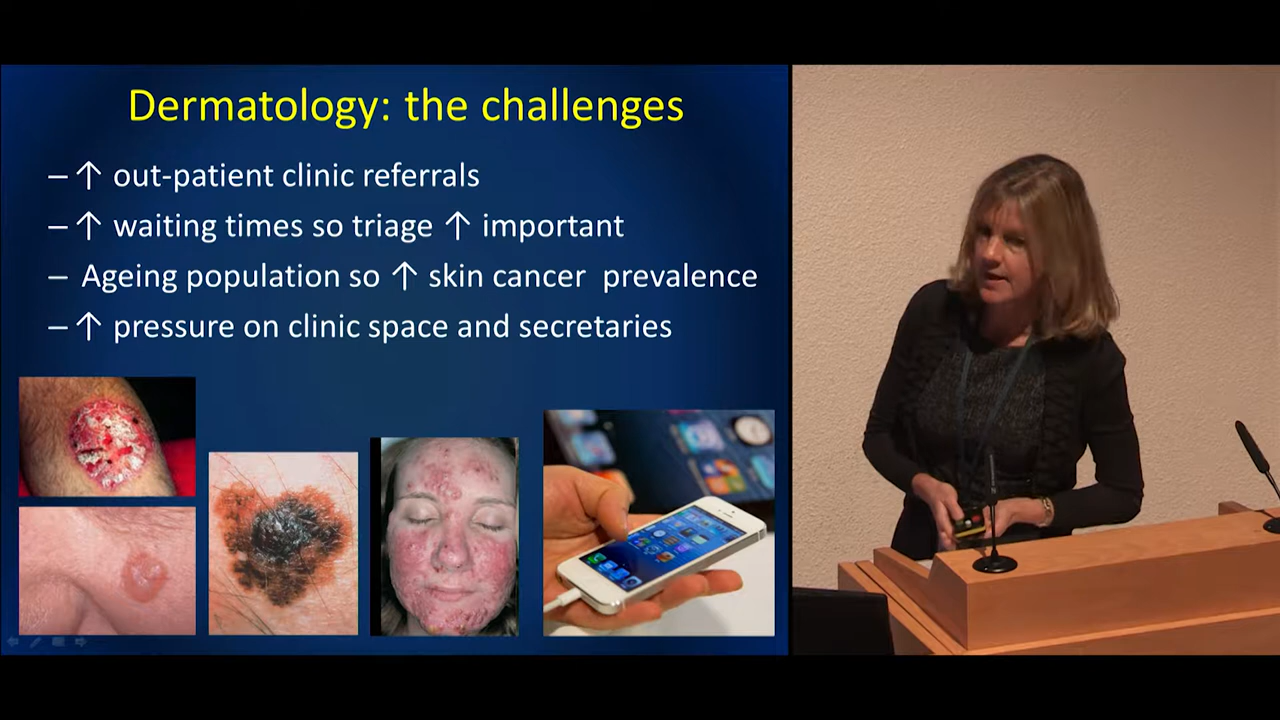 Dermatology: the challenges
– ↑ out-patient clinic referrals
– ↑ waiting times so triage ↑ important
– Ageing population so ↑ skin cancer prevalence
– ↑ pressure on clinic space and secretaries